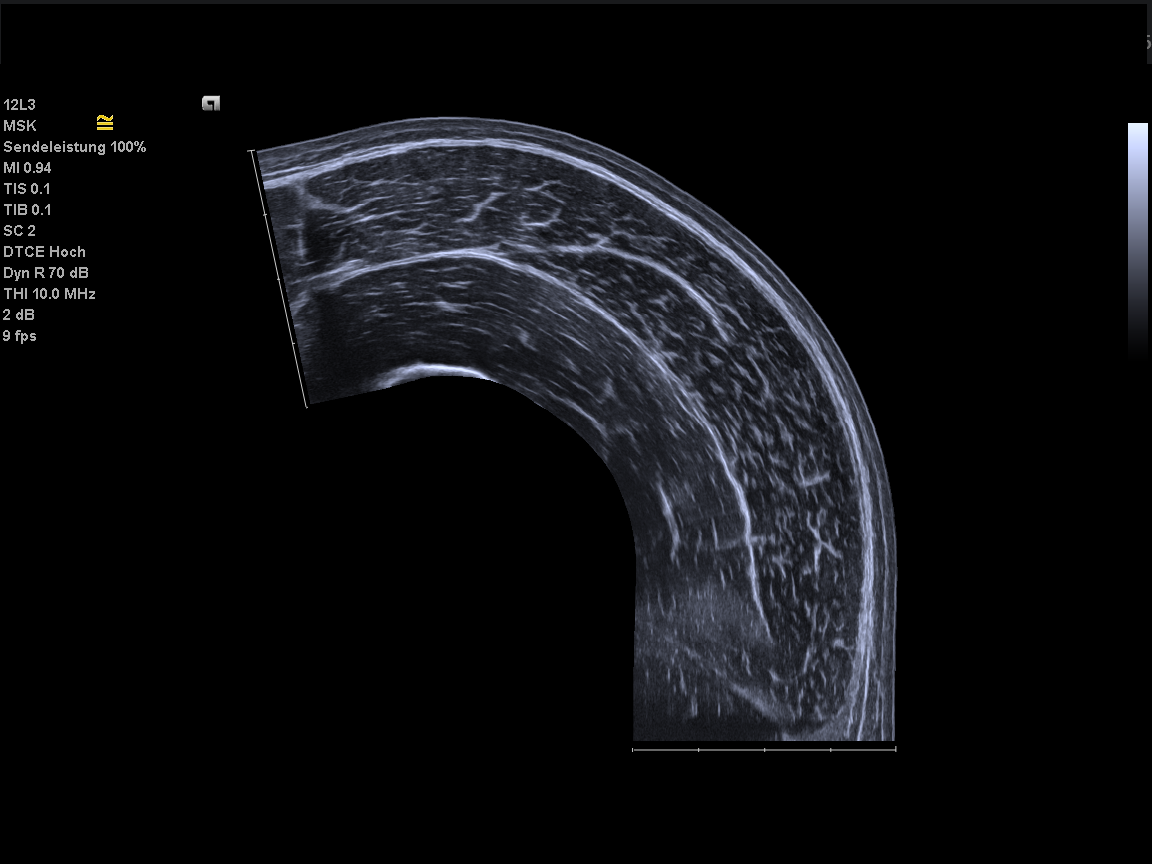 12L3
MSK
Sendeleistung 100%
MI 0.94
TIS 0.1
TIB 0.1
SC 2
DTCE Hoch
Dyn R 70 dB
THI 10.0 MHz
2 dB
9 fps